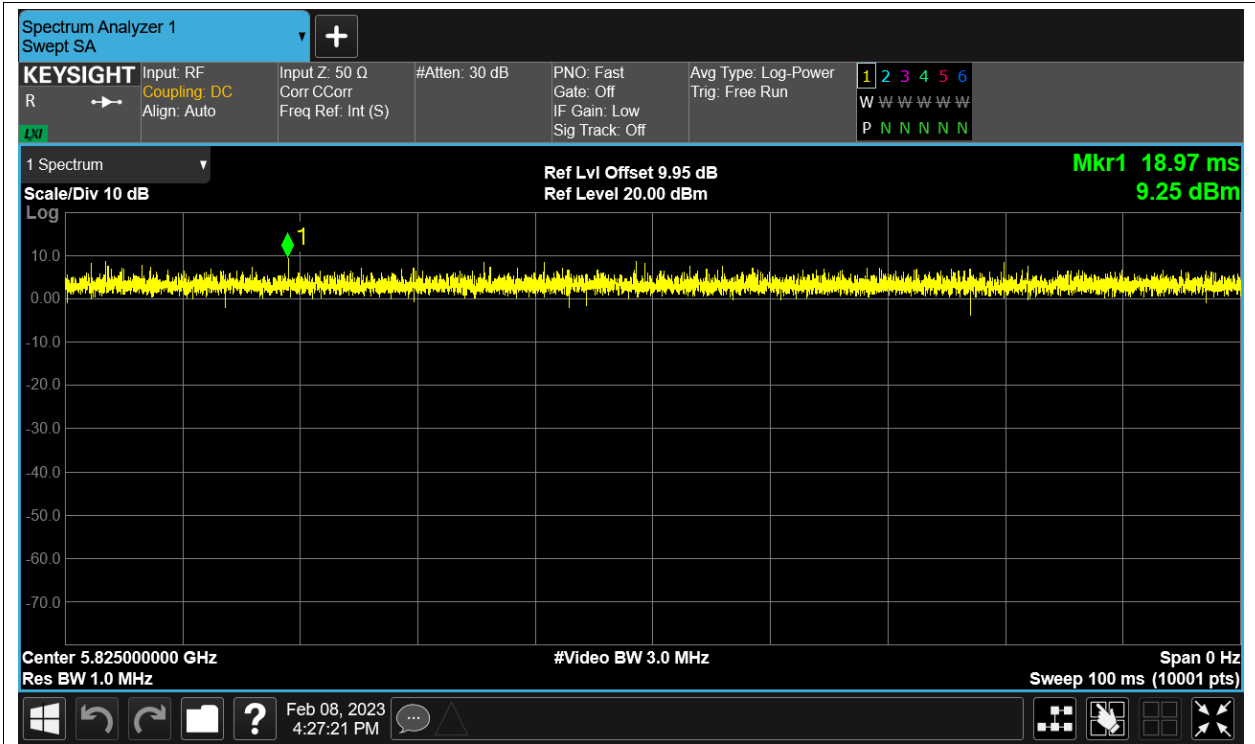 Spectrum Analyzer 1
Swept SA
KEYSIGHT
R
LXI
Input: RF
Coupling: DC
Align: Auto
Input Z: 50 Ω
Corr CCorr
Freq Ref: Int (S)
#Atten: 30 dB
PNO: Fast
Gate: Off
IF Gain: Low
Sig Track: Off
Avg Type: Log-Power
Trig: Free Run
1 2 3 4 5 6
W W W W W W
P N N N N N
1 Spectrum
Scale/Div 10 dB
Log
Ref Lvl Offset 9.95 dB
Ref Level 20.00 dBm
Mkr1 18.97 ms
9.25 dBm
1
10.0
0.00
-10.0
-20.0
-30.0
-40.0
-50.0
-60.0
-70.0
Center 5.825000000 GHz
Res BW 1.0 MHz
#Video BW 3.0 MHz
Span 0 Hz
Sweep 100 ms (10001 pts)
?
Feb 08, 2023
4:27:21 PM